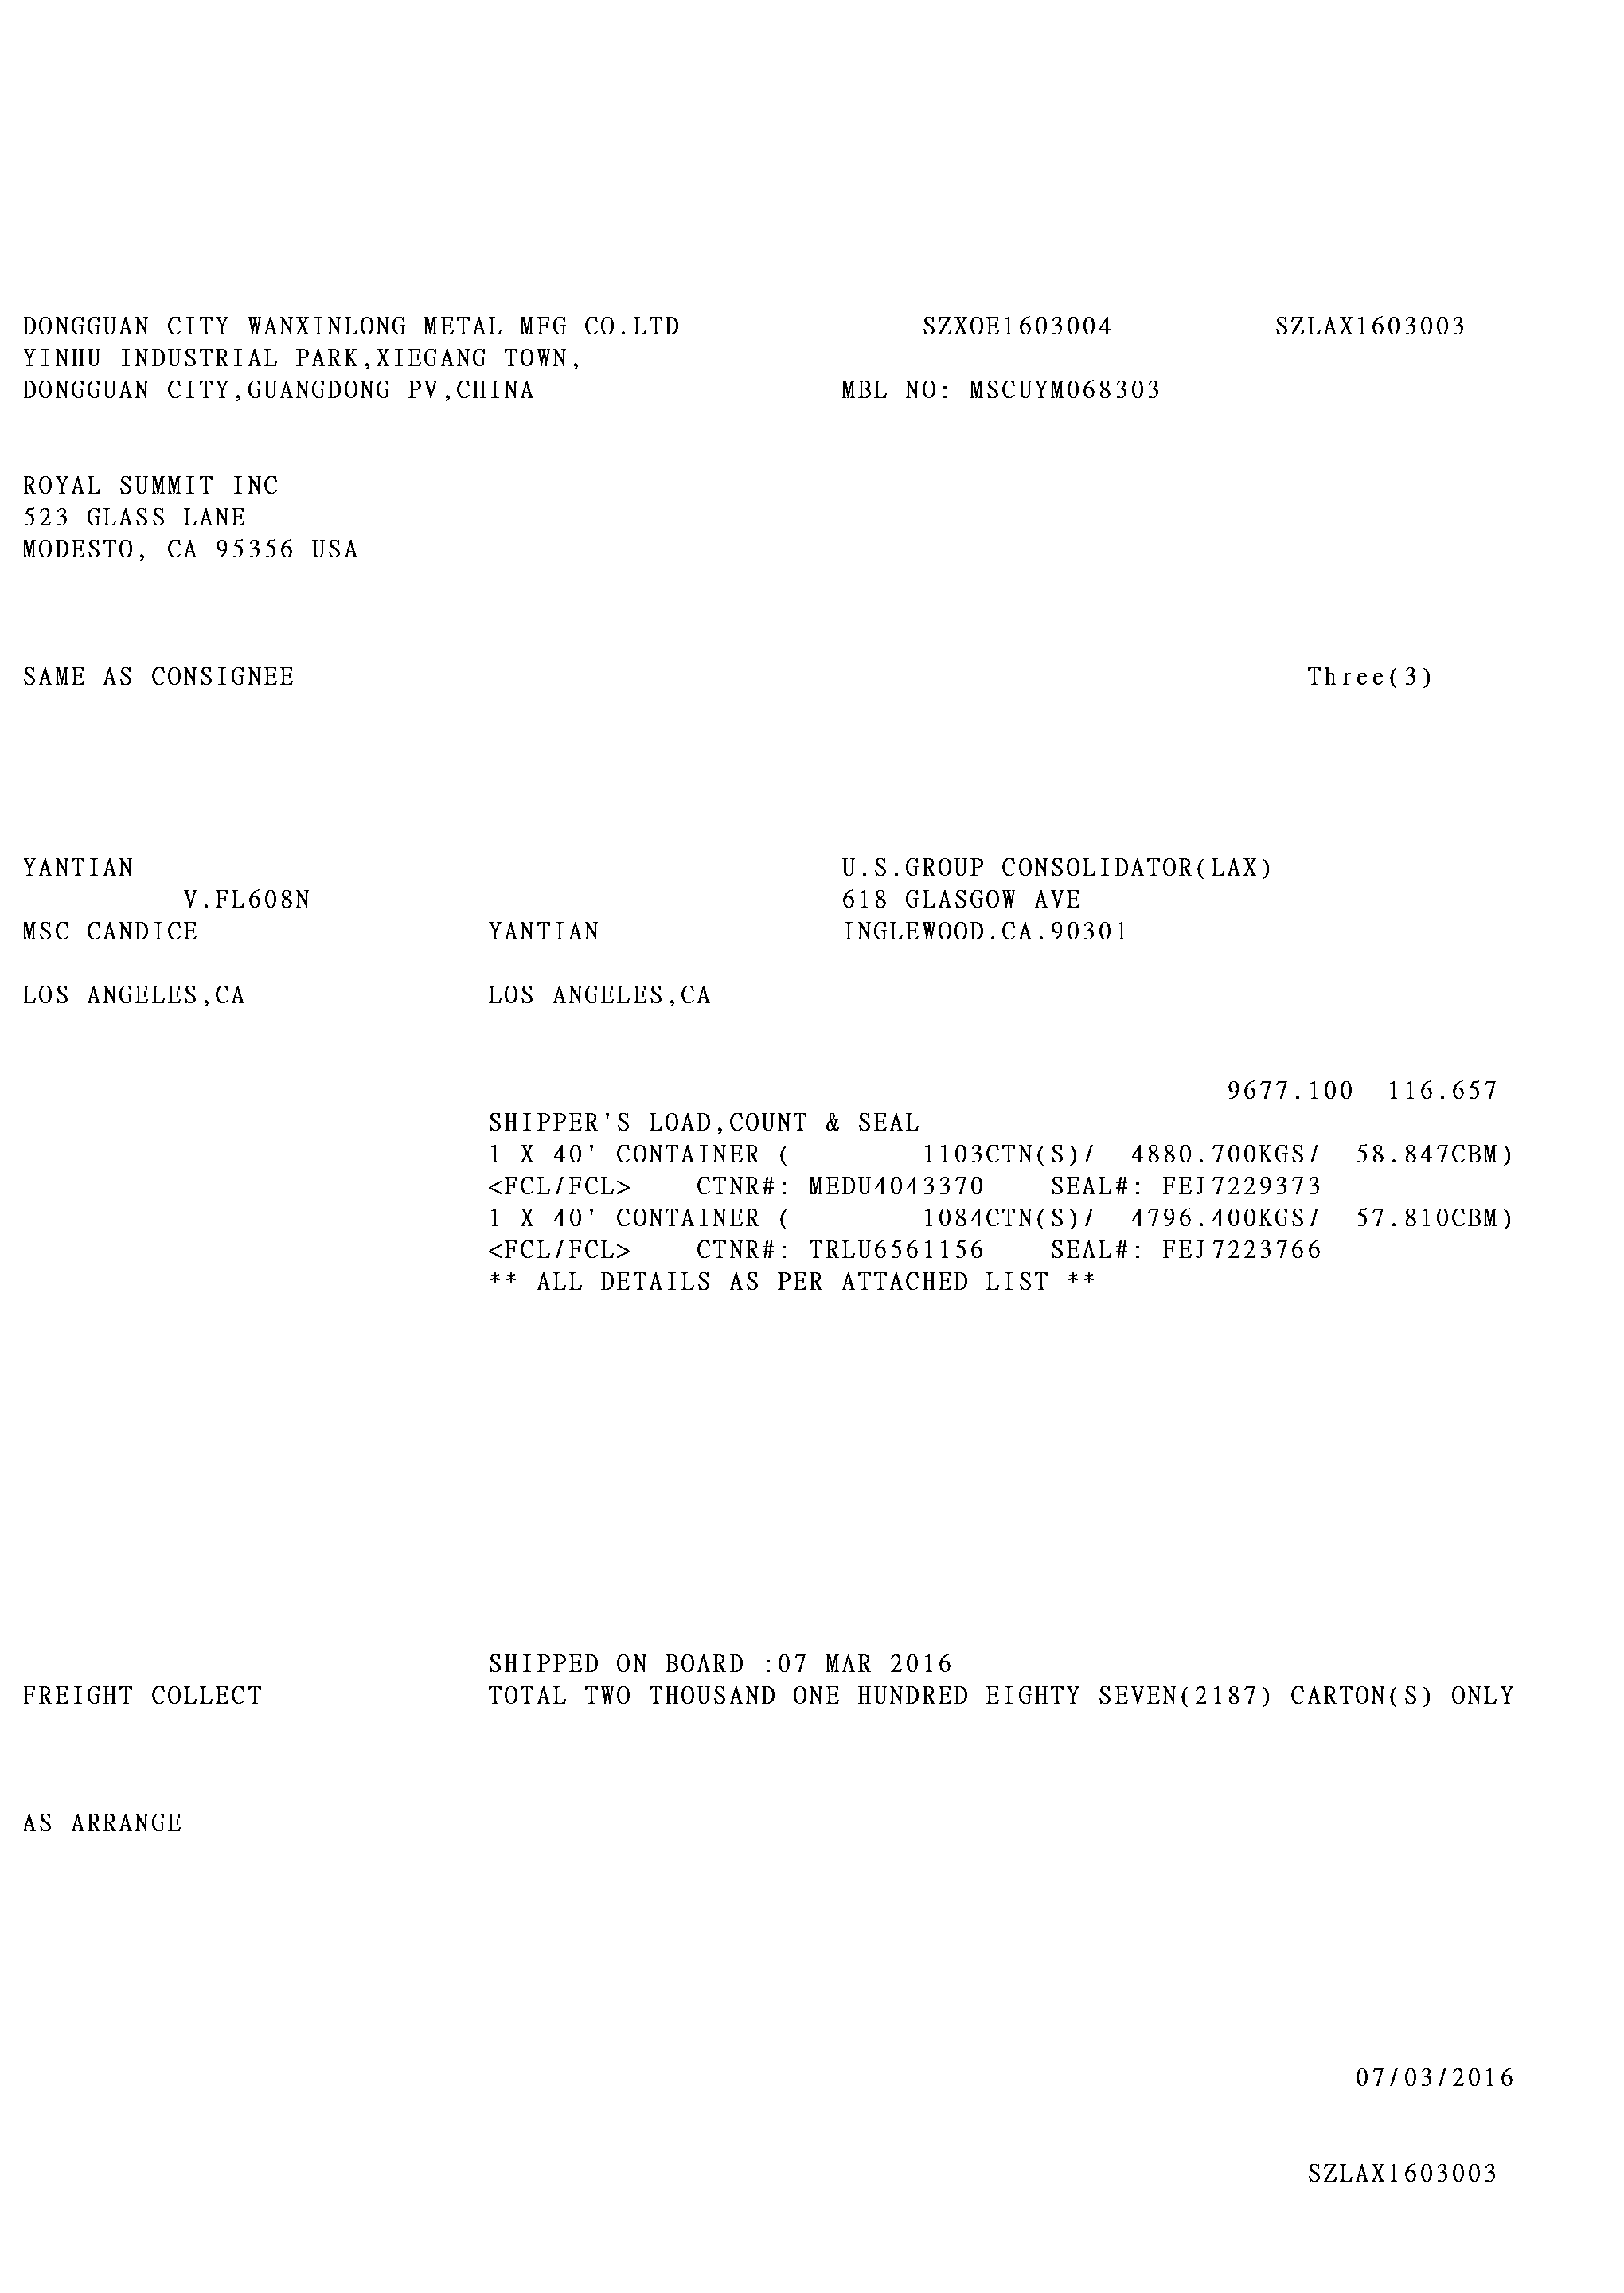 DONGGUAN CITY WANXINLONG METAL MFG CO.LTD SZXOE1603004 SZLAX1603003
YINHU INDUSTRIAL PARK,XIEGANG TOWN,
DONGGUAN CITY,GUANGDONG PV,CHINA MBL NO: MSCUYM068303
ROYAL SUMMIT INC
523 GLASS LANE
MODESTO, CA 95356 USA
SAME AS CONSIGNEE Three(3)
YANTIAN U.S.GROUP CONSOLIDATOR(LAX)
V.FL608N 618 GLASGOW AVE
MSC CANDICE YANTIAN INGLEWOOD.CA.90301
LOS ANGELES,CA LOS ANGELES,CA
9677.100 116.657
SHIPPER'S LOAD,COUNT & SEAL
1 X 40' CONTAINER ( 1103CTN(S)/ 4880.700KGS/ 58.847CBM)
<FCL/FCL> CTNR#: MEDU4043370 SEAL#: FEJ7229373
1 X 40' CONTAINER ( 1084CTN(S)/ 4796.400KGS/ 57.810CBM)
<FCL/FCL> CTNR#: TRLU6561156 SEAL#: FEJ7223766
** ALL DETAILS AS PER ATTACHED LIST **
SHIPPED ON BOARD :07 MAR 2016
FREIGHT COLLECT TOTAL TWO THOUSAND ONE HUNDRED EIGHTY SEVEN(2187) CARTON(S) ONLY
AS ARRANGE
07/03/2016
SZLAX1603003